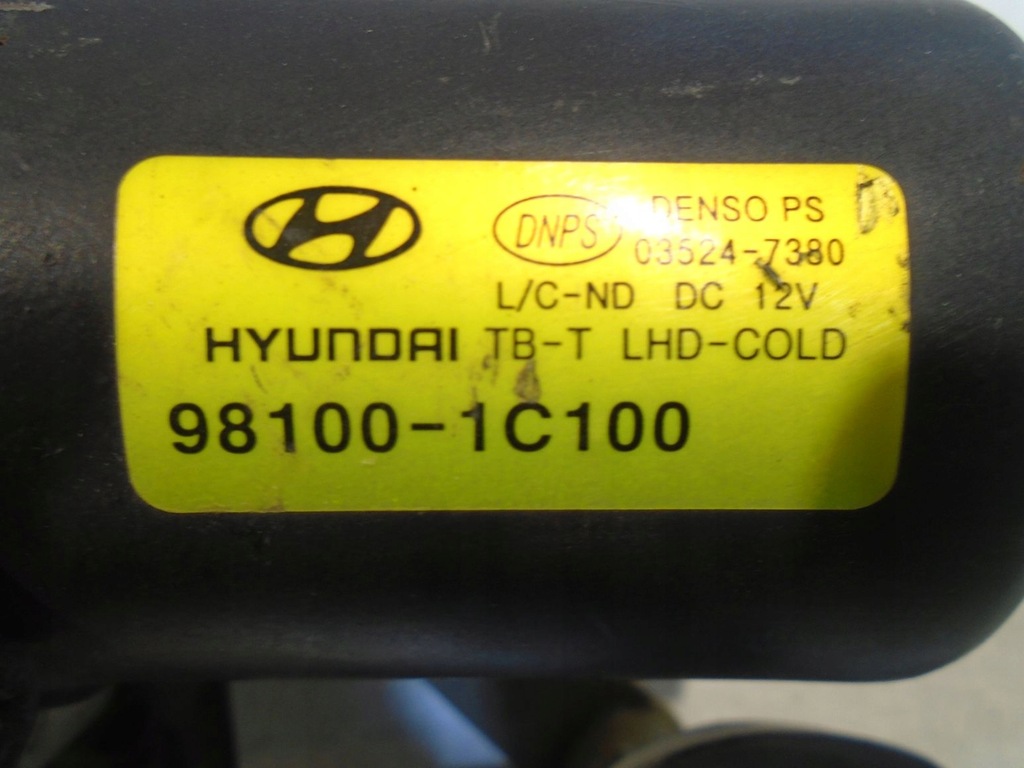 DNPS DENSO PS
03524-7380
L/C-ND DC 12V
HYUNDAI TB-T LHD-COLD
98100-1C100